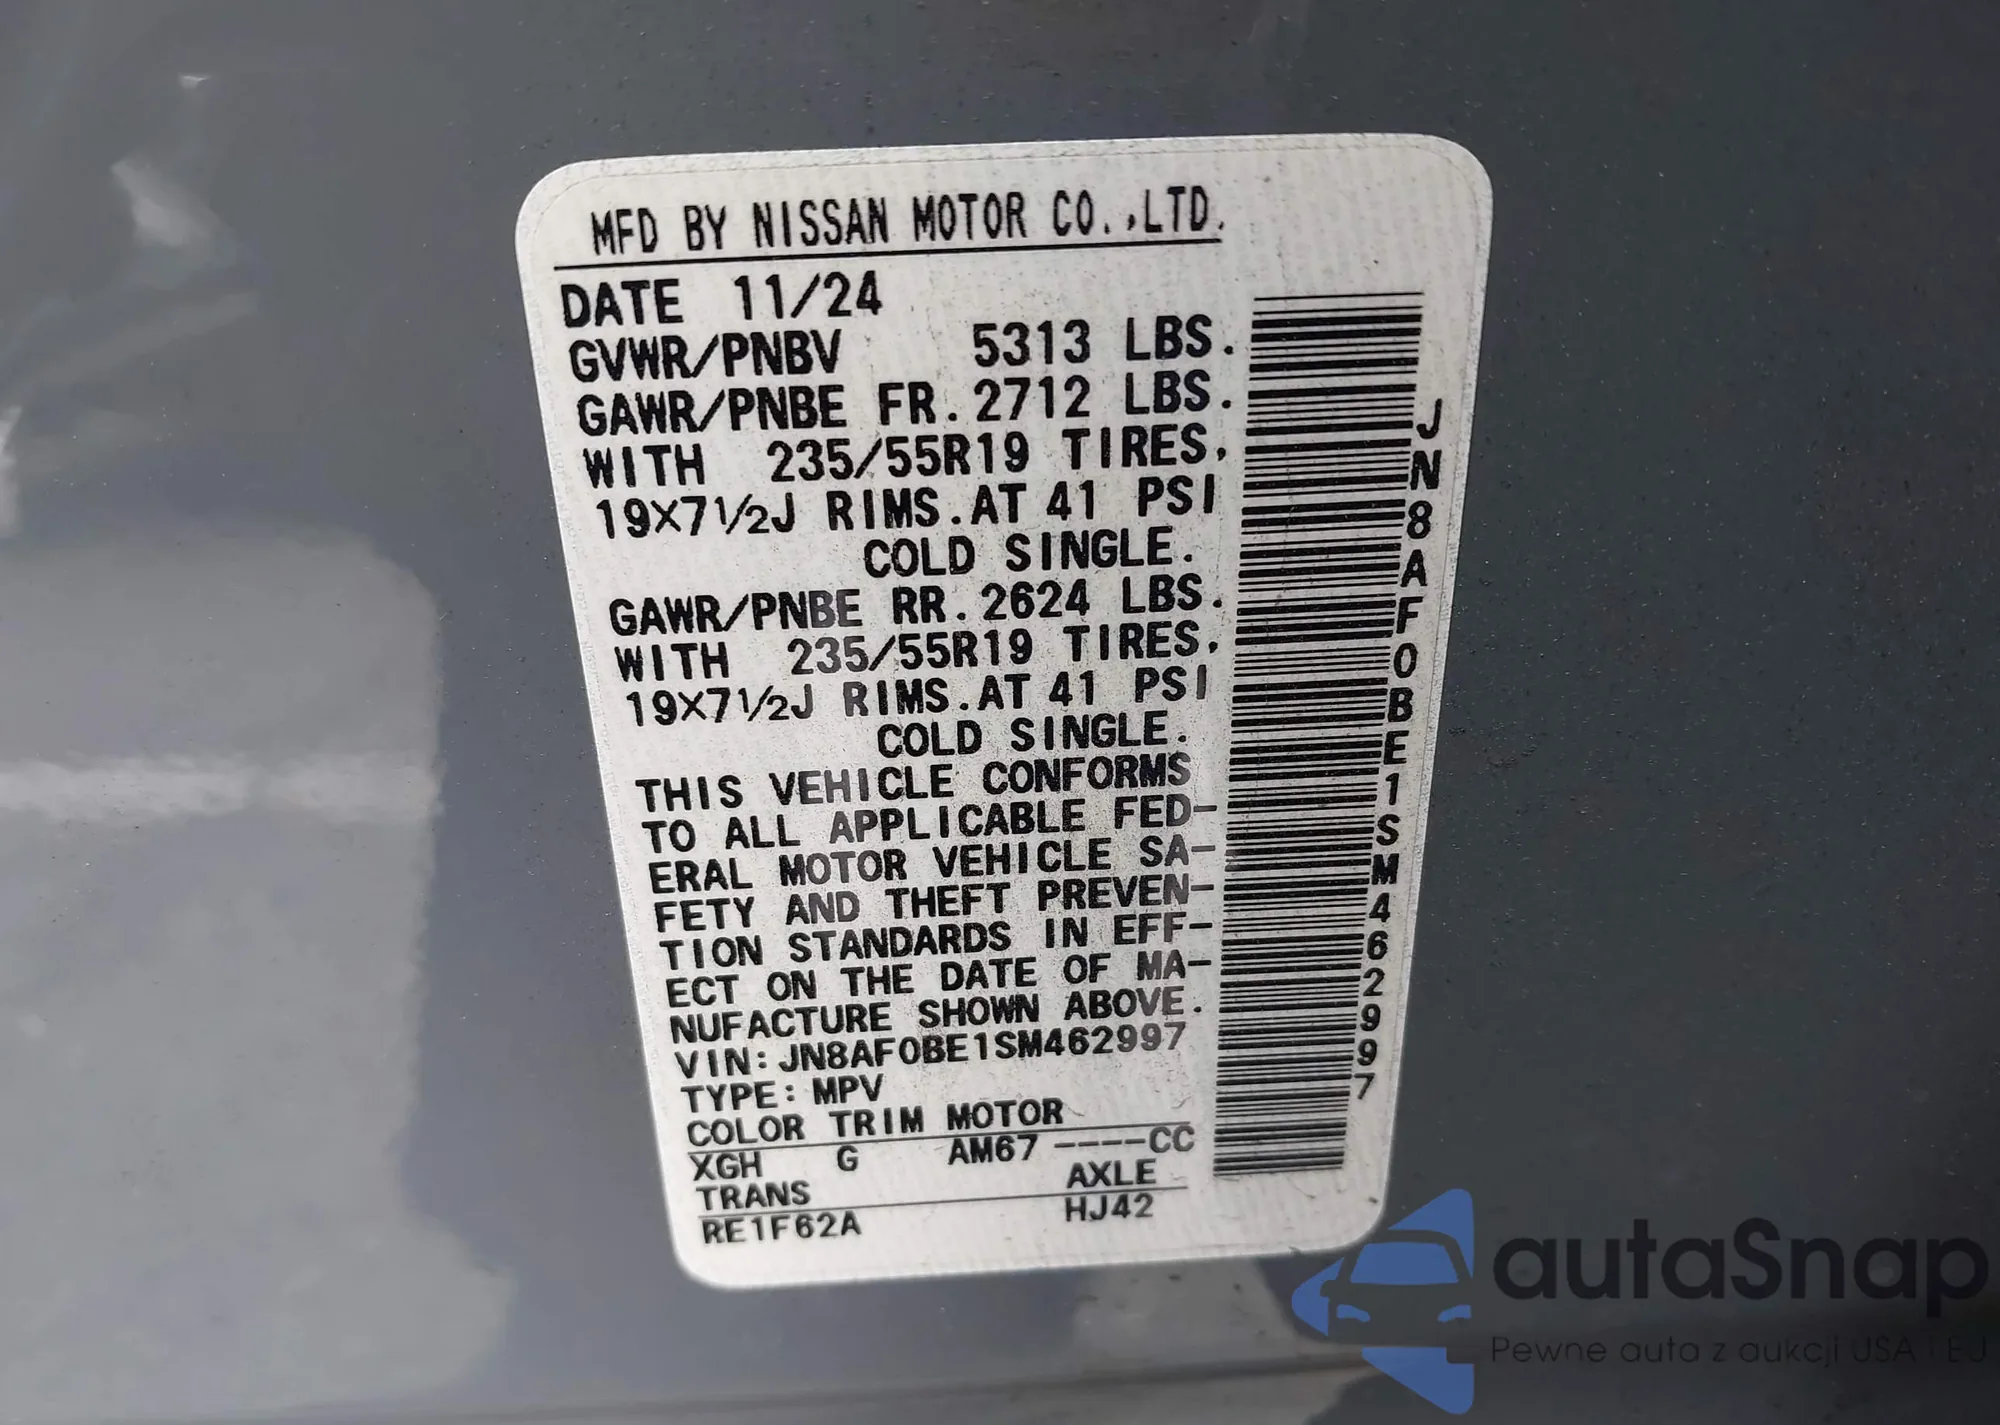 MFD BY NISSAN MOTOR CO.,LTD.
DATE 11/24
GVWR/PNBV 5313 LBS.
GAWR/PNBE FR.2712 LBS.
WITH 235/55R19 TIRES,
19X7½J RIMS.AT 41 PSI
COLD SINGLE.
GAWR/PNBE RR.2624 LBS.
WITH 235/55R19 TIRES,
19X7½J RIMS.AT 41 PSI
COLD SINGLE.
THIS VEHICLE CONFORMS
TO ALL APPLICABLE FED-
ERAL MOTOR VEHICLE SA-
FETY AND THEFT PREVEN-
TION STANDARDS IN EFF-
ECT ON THE DATE OF MA-
NUFACTURE SHOWN ABOVE.
VIN:JN8AF0BE1SM462997
TYPE:MPV
COLOR TRIM MOTOR
XGH G AM67 ----CC
TRANS AXLE
RE1F62A HJ42
JN8AF0BE1SM462997
autaSnap
Pewne auta z aukcji USA i EU